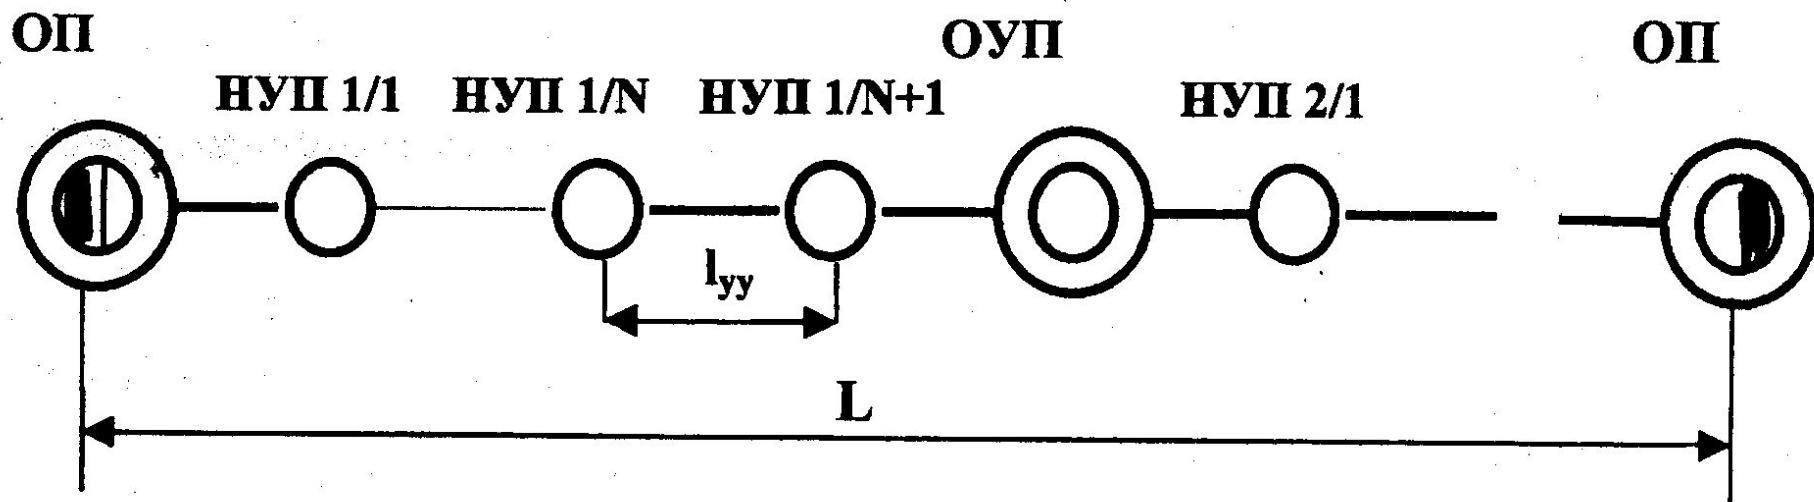 ОП
ОУП
ОП
НУП 1/1
НУП 1/N
НУП 1/N+1
НУП 2/1
lуу
L